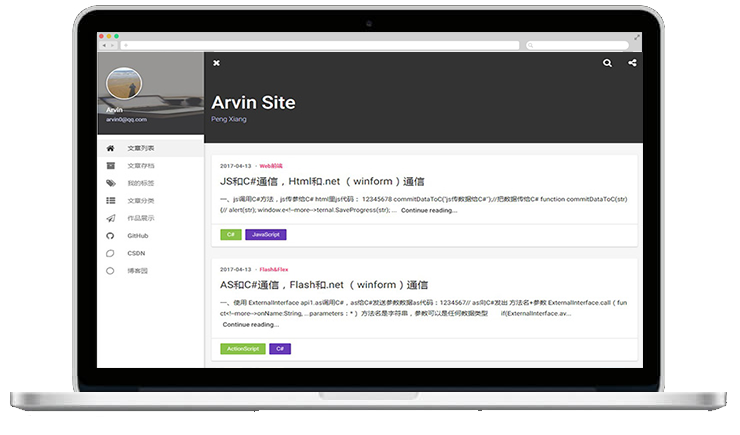 Arvin
arvin0@qq.com
文章列表
文章存档
我的标签
文章分类
作品展示
GitHub
CSDN
博客园
Arvin Site
Peng Xiang
2017-04-13 · Web前端
JS和C#通信，Html和.net （winform）通信
一、js调用C#方法，js传参给C# html里js代码： 12345678 commitDataToC("js传数据给C#");//把数据传给C# function commitDataToC(str)
{// alert(str); window.e<!--more-->ternal.SaveProgress(str); ... Continue reading...
C#
JavaScript
2017-04-13 · Flash&Flex
AS和C#通信，Flash和.net （winform）通信
一、使用 ExternalInterface api1.as调用C#，as给C#发送参数数据as代码：1234567// as向C#发出 方法名+参数 ExternalInterface.call ( fun
ct<!--more-->onName:String, .. parameters : * ) 方法名是字符串，参数可以是任何数据类型 if(ExternalInterface.av...
Continue reading...
ActionScript
C#